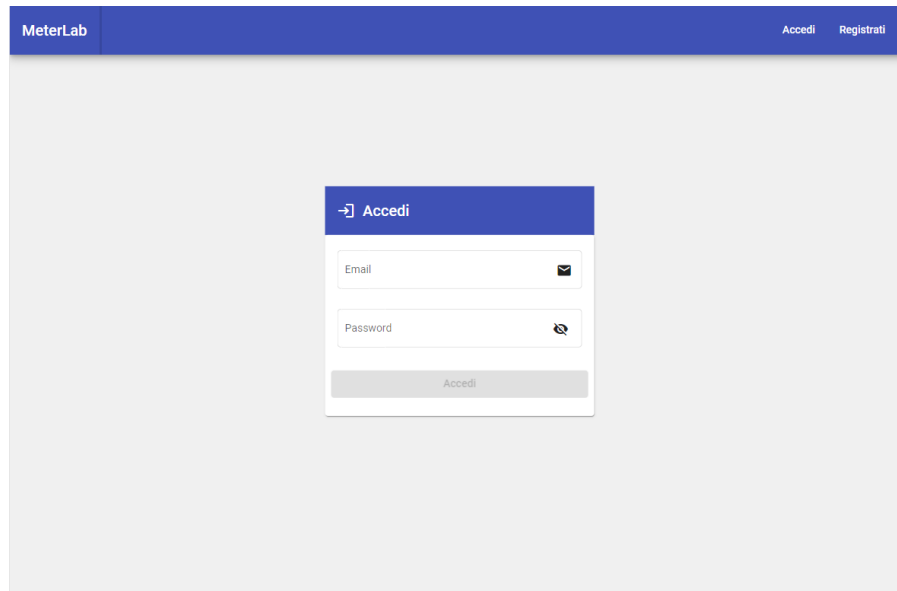 MeterLab
Accedi
Registrati
Accedi
Email
Password
Accedi